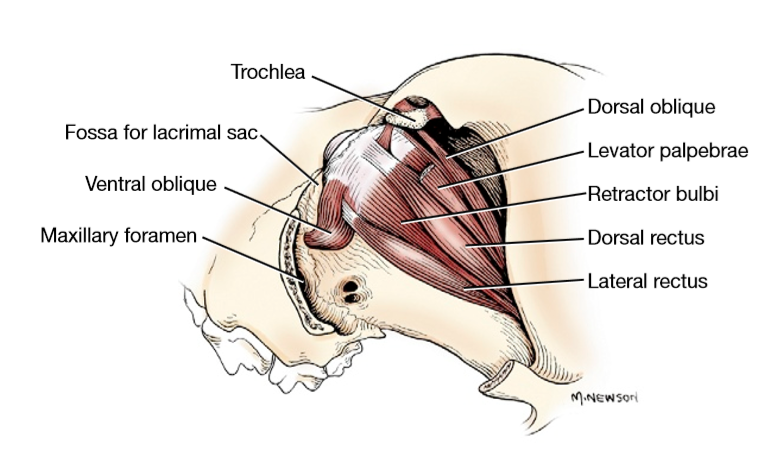 Trochlea
Fossa for lacrimal sac
Ventral oblique
Maxillary foramen
Dorsal oblique
Levator palpebrae
Retractor bulbi
Dorsal rectus
Lateral rectus
M.NEWSON